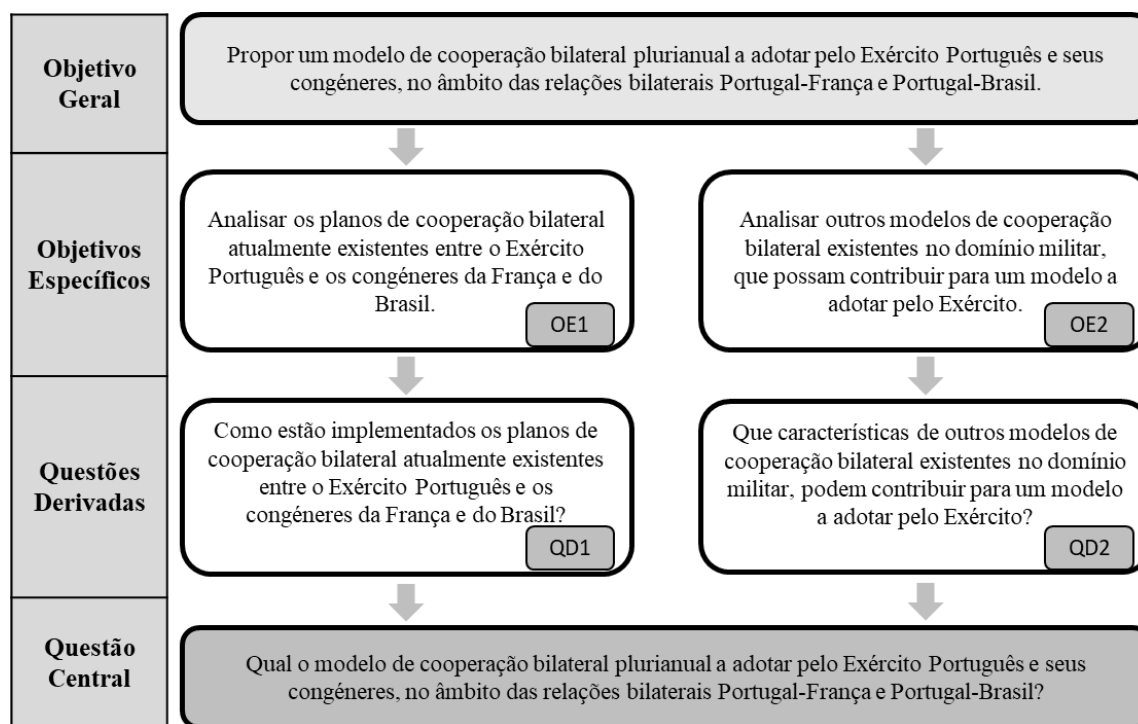 Objetivo
Geral
Propor um modelo de cooperação bilateral plurianual a adotar pelo Exército Português e seus
congéneres, no âmbito das relações bilaterais Portugal-França e Portugal-Brasil.
Objetivos
Específicos
Analisar os planos de cooperação bilateral
atualmente existentes entre o Exército
Português e os congéneres da França e do
Brasil.
OE1
Analisar outros modelos de cooperação
bilateral existentes no domínio militar,
que possam contribuir para um modelo a
adotar pelo Exército.
OE2
Questões
Derivadas
Como estão implementados os planos de
cooperação bilateral atualmente existentes
entre o Exército Português e os
congéneres da França e do Brasil?
QD1
Que características de outros modelos de
cooperação bilateral existentes no domínio
militar, podem contribuir para um modelo
a adotar pelo Exército?
QD2
Questão
Central
Qual o modelo de cooperação bilateral plurianual a adotar pelo Exército Português e seus
congéneres, no âmbito das relações bilaterais Portugal-França e Portugal-Brasil?